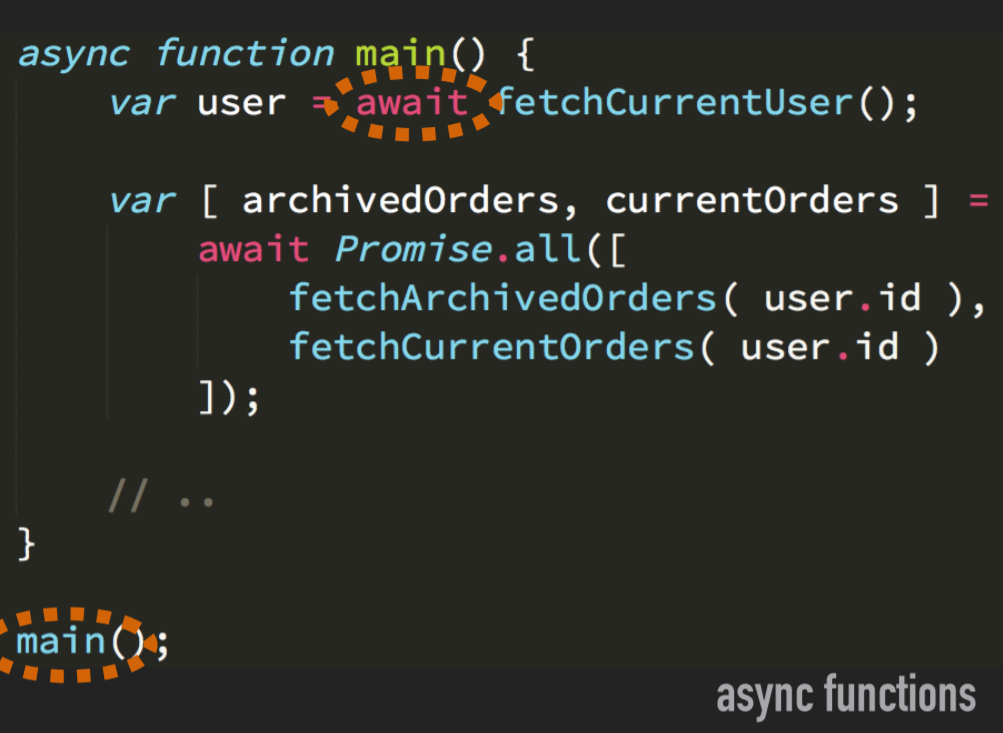 async function main() {
var user = await fetchCurrentUser();
var [ archivedOrders, currentOrders ] =
await Promise.all([
fetchArchivedOrders( user.id ),
fetchCurrentOrders( user.id )
]);
// ..
}
main();
async functions